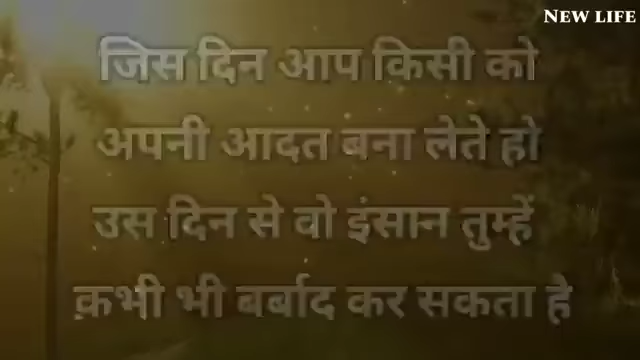 NEW LIFE
जिस दिन आप किसी को
अपनी आदत बना लेते हो
उस दिन से वो इंसान तुम्हें
क़भी भी बर्बाद कर सकता है